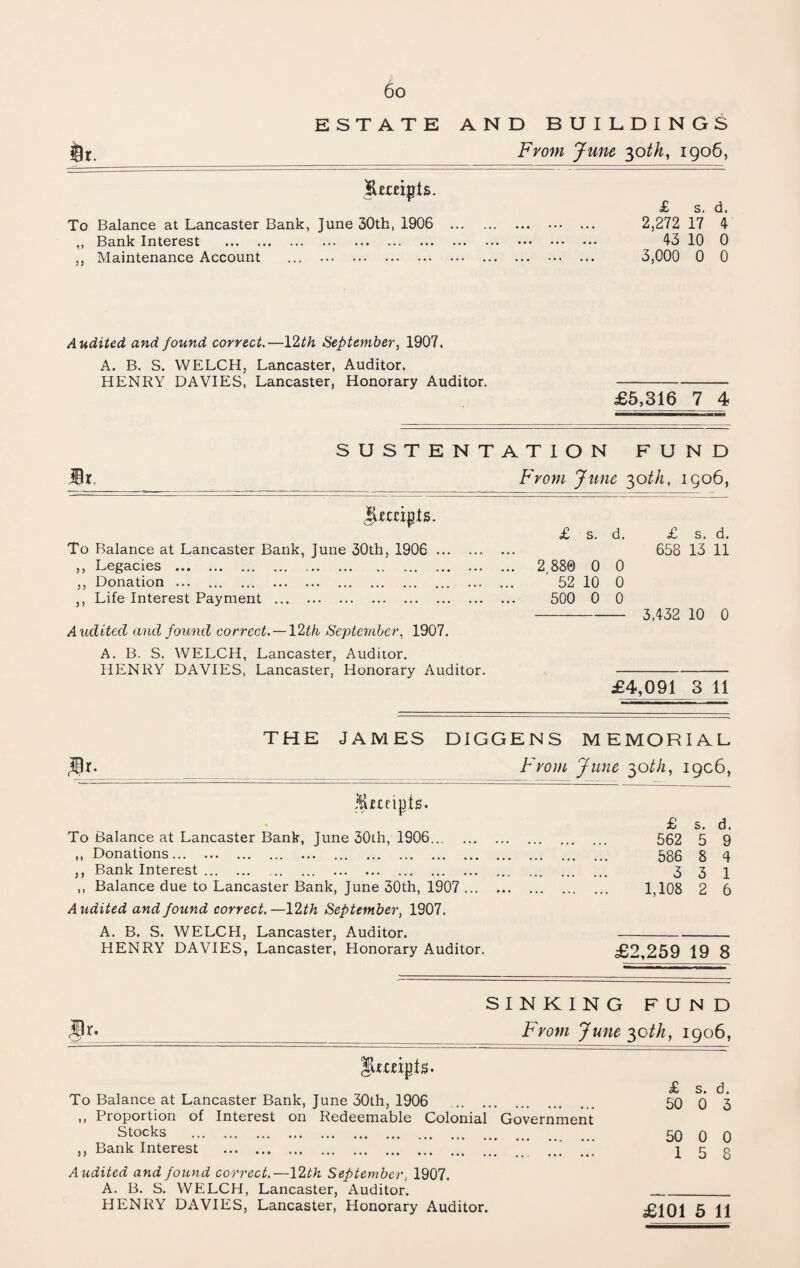 60
ESTATE AND BUILDINGS
Dr. From June 30th, 1906,
Receipts.
£ s. d.
To Balance at Lancaster Bank, June 30th, 1906 ... ... ... ... ... 2,272 17 4
,, Bank Interest ... ... ... ... ... ... ... ... ... ... ... ... ... 43 10 0
,, Maintenance Account ... ... ... ... ... ... ... ... ... ... ... 3,000 0 0
Audited and found correct.—12th September, 1907.
A. B. S. WELCH, Lancaster, Auditor.
HENRY DAVIES, Lancaster, Honorary Auditor.
£5,316 7 4
SUSTENTATION FUND
Dr. From June 30th, 1906,
Receipts.
£ s. d. £ s. d.
To Balance at Lancaster Bank, June 30th, 1906 ... ... ... 658 13 11
,, Legacies ... ... ... ... ... ... ... ... ... ... ... 2,880 0 0
,, Donation ... ... ... ... ... ... ... ... ... ... ... 52 10 0
,, Life Interest Payment ... ... ... ... ... ... ... ... 500 0 0
3,432 10 0
Audited and found correct.—12th September, 1907.
A. B. S. WELCH, Lancaster, Auditor.
HENRY DAVIES, Lancaster, Honorary Auditor.
£4,091 3 11
THE JAMES DIGGENS MEMORIAL
Dr. From June 30th, 1906,
Receipts.
£ s. d.
To Balance at Lancaster Bank, June 30th, 1906... ... ... ... ... ... ... 562 5 9
,, Donations... ... ... ... ... ... ... ... ... ... ... ... ... ... 586 8 4
,, Bank Interest ... ... ... ... ... ... ... ... ... ... ... ... ... 3 3 1
,, Balance due to Lancaster Bank, June 30th, 1907 ... ... ... ... ... ... 1,108 2 6
Audited and found correct.—12th September, 1907.
A. B. S. WELCH, Lancaster, Auditor.
HENRY DAVIES, Lancaster, Honorary Auditor.
£2,259 19 8
SINKING FUND
Dr. From June 30th, 1906,
Receipts.
£ s. d.
To Balance at Lancaster Bank, June 30th, 1906 ... ... ... ... ... 50 0 3
,, Proportion of Interest on Redeemable Colonial Government
Stocks ... ... ... ... ... ... ... ... ... ... ... ... ... 50 0 0
,, Bank Interest ... ... ... ... ... ... ... ... ... ... ... ... 1 5 8
Audited and found correct.—12th September, 1907.
A. B. S. WELCH, Lancaster, Auditor.
HENRY DAVIES, Lancaster, Honorary Auditor.
£101 5 11